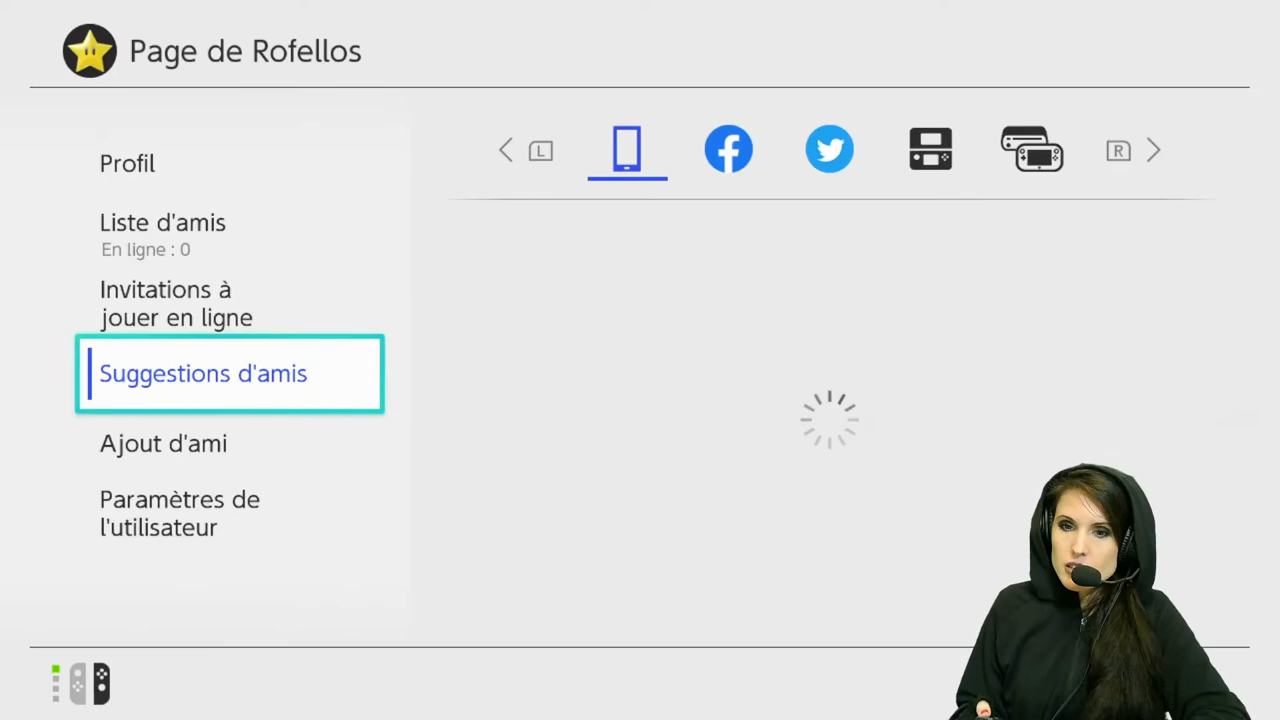 Page de Rofellos
Profil
Liste d'amis
En ligne : 0
Invitations à
jouer en ligne
Suggestions d'amis
Ajout d'ami
Paramètres de
l'utilisateur
L
R